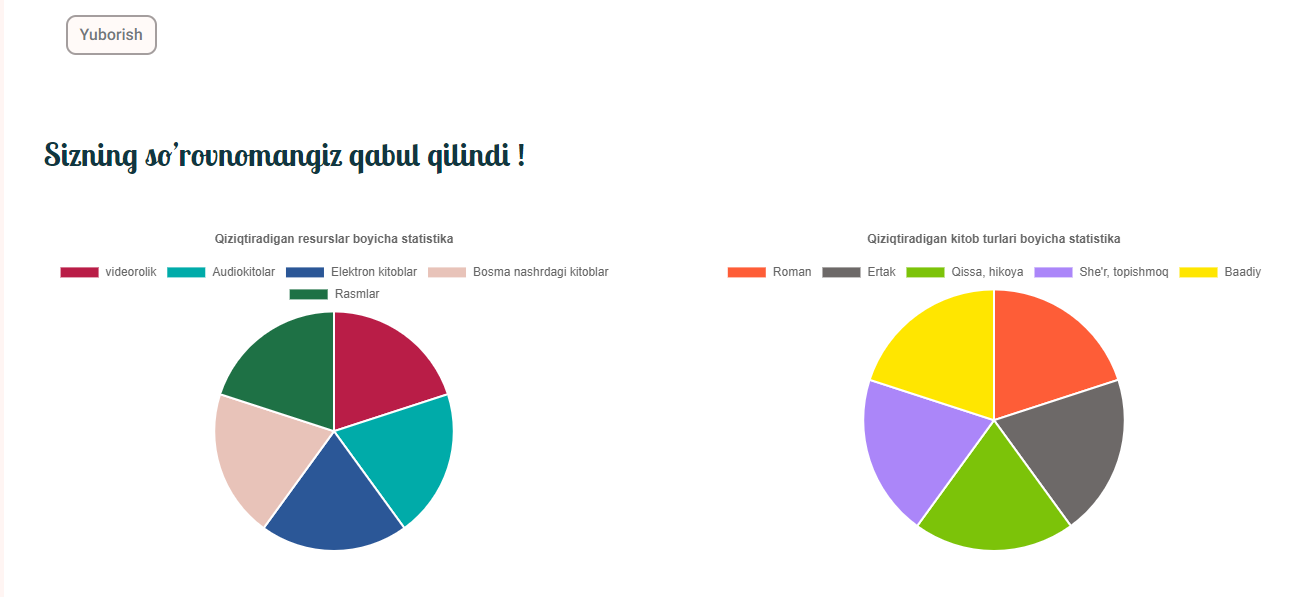 Yuborish
Sizning so'rovnomangiz qabul qilindi !
Qiziqtiradigan resurslar boyicha statistika
videorolik Audiokitolar Elektron kitoblar Bosma nashrdagi kitoblar
Rasmlar
Qiziqtiradigan kitob turlari boyicha statistika
Roman Ertak Qissa, hikoya She'r, topishmoq Baadiy